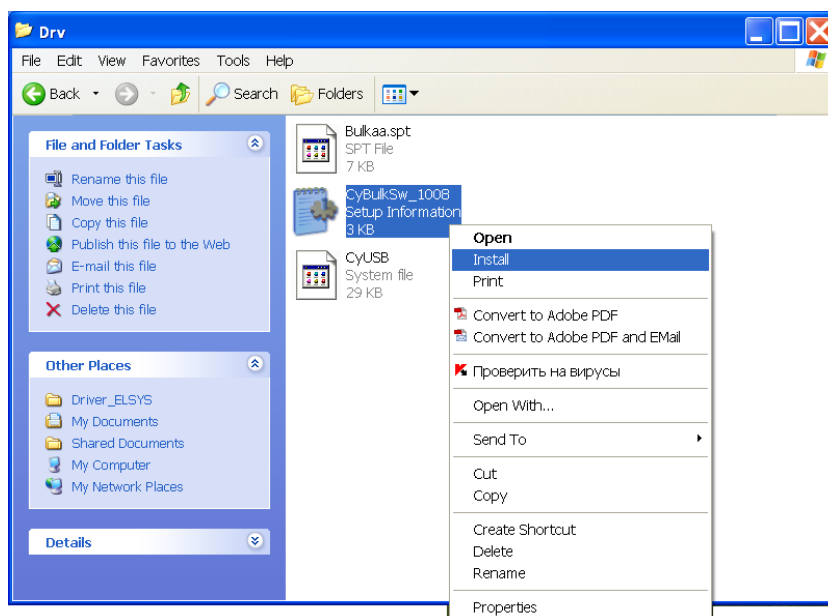 Drv
File Edit View Favorites Tools Help
Back Search Folders
File and Folder Tasks
Rename this file
Move this file
Copy this file
Publish this file to the Web
E-mail this file
Print this file
Delete this file
Other Places
Driver_ELSYS
My Documents
Shared Documents
My Computer
My Network Places
Details
Bulkaa.spt
SPT File
7 KB
CyBulkSw_1008
Setup Information
3 KB
CyUSB
System file
29 KB
Open
Install
Print
Convert to Adobe PDF
Convert to Adobe PDF and EMail
Проверить на вирусы
Open With...
Send To
Cut
Copy
Create Shortcut
Delete
Rename
Properties